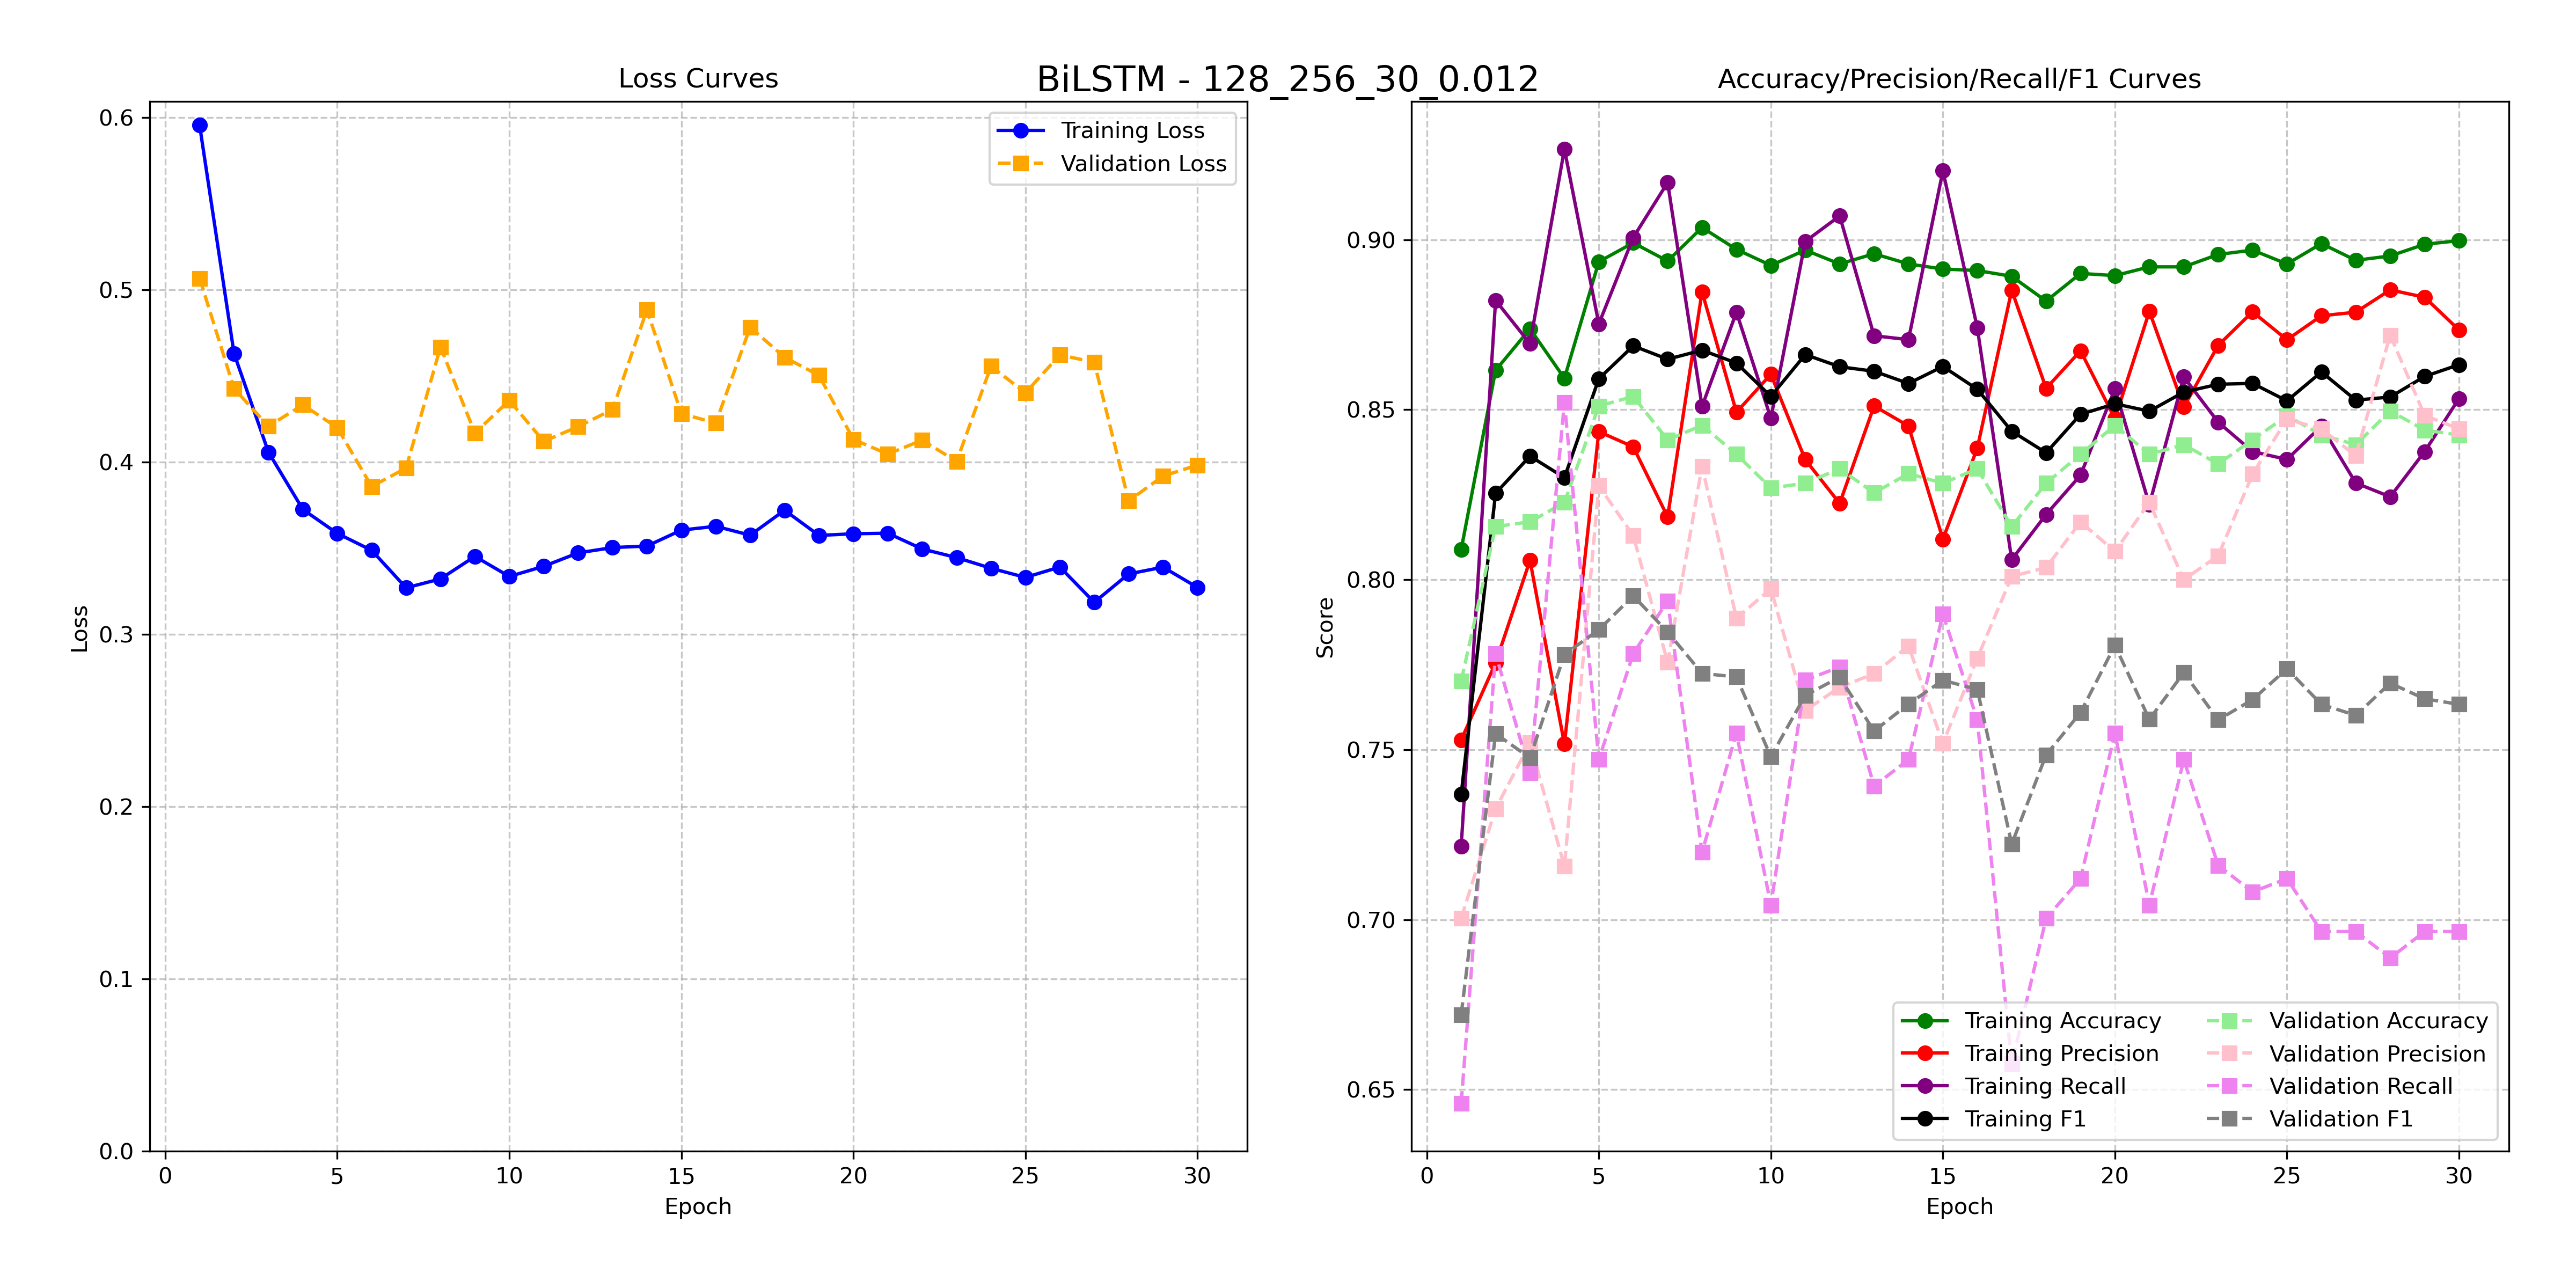 BiLSTM - 128_256_30_0.012
Loss Curves
Training Loss
Validation Loss
0.6
0.5
0.4
0.3
0.2
0.1
0.0
Loss
0 5 10 15 20 25 30
Epoch
Accuracy/Precision/Recall/F1 Curves
0.90
0.85
0.80
0.75
0.70
0.65
Score
Training Accuracy
Training Precision
Training Recall
Training F1
Validation Accuracy
Validation Precision
Validation Recall
Validation F1
0 5 10 15 20 25 30
Epoch